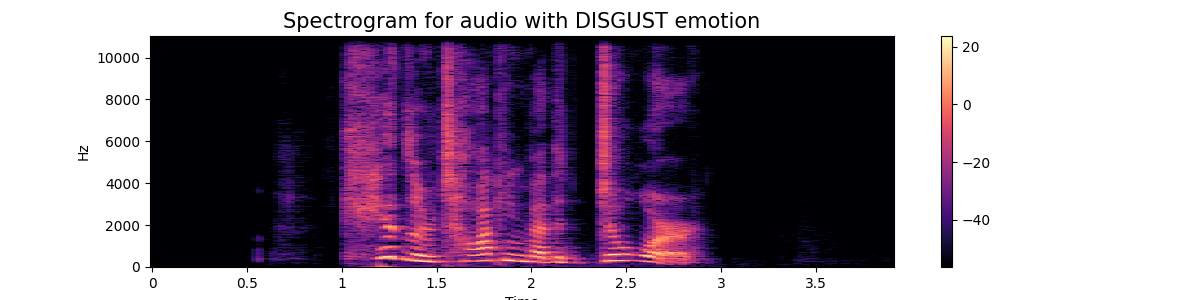 Spectrogram for audio with DISGUST emotion
10000
8000
6000
4000
2000
0
Hz
0 0.5 1 1.5 2 2.5 3 3.5
Time
20
0
−20
−40